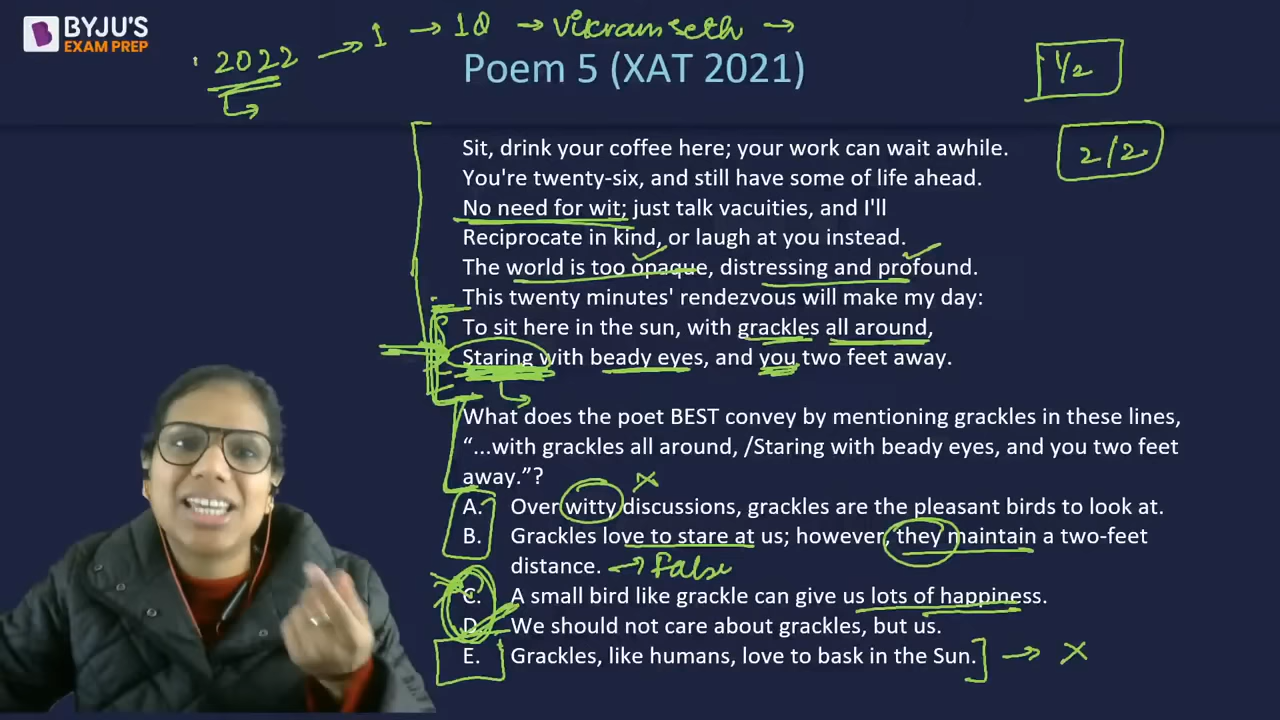 BYJU'S
EXAM PREP
2022 → 1 → 1Q → Vikram Seth →
Poem 5 (XAT 2021)
1/2
2/2
Sit, drink your coffee here; your work can wait awhile.
You're twenty-six, and still have some of life ahead.
No need for wit; just talk vacuities, and I'll
Reciprocate in kind, or laugh at you instead.
The world is too opaque, distressing and profound.
This twenty minutes' rendezvous will make my day:
To sit here in the sun, with grackles all around,
Staring with beady eyes, and you two feet away.
What does the poet BEST convey by mentioning grackles in these lines,
“...with grackles all around, /Staring with beady eyes, and you two feet
away.”?
A. Over witty discussions, grackles are the pleasant birds to look at.
B. Grackles love to stare at us; however, they maintain a two-feet
distance. → False
C. A small bird like grackle can give us lots of happiness.
D. We should not care about grackles, but us.
E. Grackles, like humans, love to bask in the Sun. → X